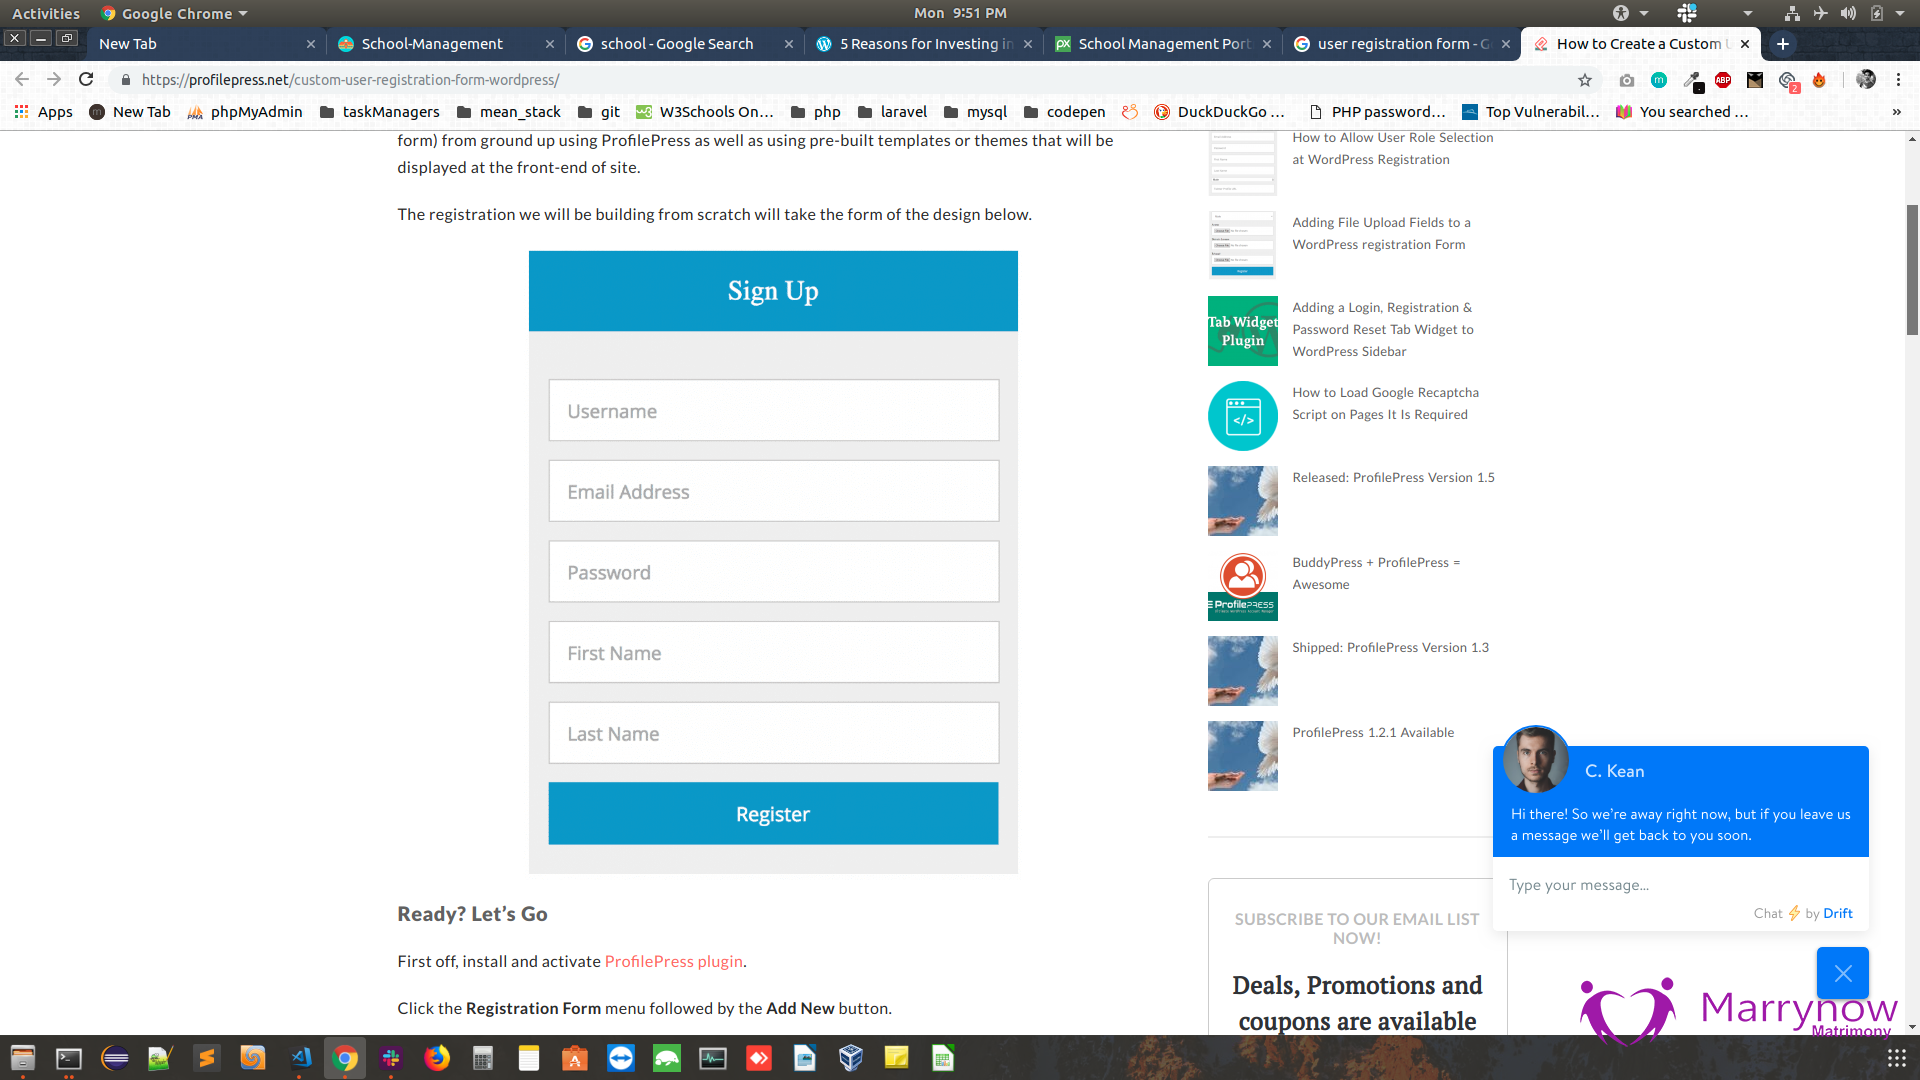 Activities Google Chrome Mon 9:51 PM
New Tab School-Management school - Google Search 5 Reasons for Investing in School Management Port user registration form - G How to Create a Custom U
https://profilepress.net/custom-user-registration-form-wordpress/
2
Apps New Tab phpMyAdmin taskManagers mean_stack git W3Schools On... php laravel mysql codepen DuckDuckGo ... PHP password... Top Vulnerabil... You searched ... »
form) from ground up using ProfilePress as well as using pre-built templates or themes that will be
displayed at the front-end of site.
The registration we will be building from scratch will take the form of the design below.
Sign Up
Username
Email Address
Password
First Name
Last Name
Register
Ready? Let's Go
First off, install and activate ProfilePress plugin.
Click the Registration Form menu followed by the Add New button.
How to Allow User Role Selection
at WordPress Registration
Adding File Upload Fields to a
WordPress registration Form
Tab Widget
Plugin
Adding a Login, Registration &
Password Reset Tab Widget to
WordPress Sidebar
How to Load Google Recaptcha
Script on Pages It Is Required
Released: ProfilePress Version 1.5
ProfilePRESS
BuddyPress + ProfilePress =
Awesome
Shipped: ProfilePress Version 1.3
ProfilePress 1.2.1 Available
C. Kean
Hi there! So we're away right now, but if you leave us
a message we'll get back to you soon.
Type your message...
Chat ⚡ by Drift
SUBSCRIBE TO OUR EMAIL LIST
NOW!
Deals, Promotions and
coupons are available
Marrynow
Matrimony